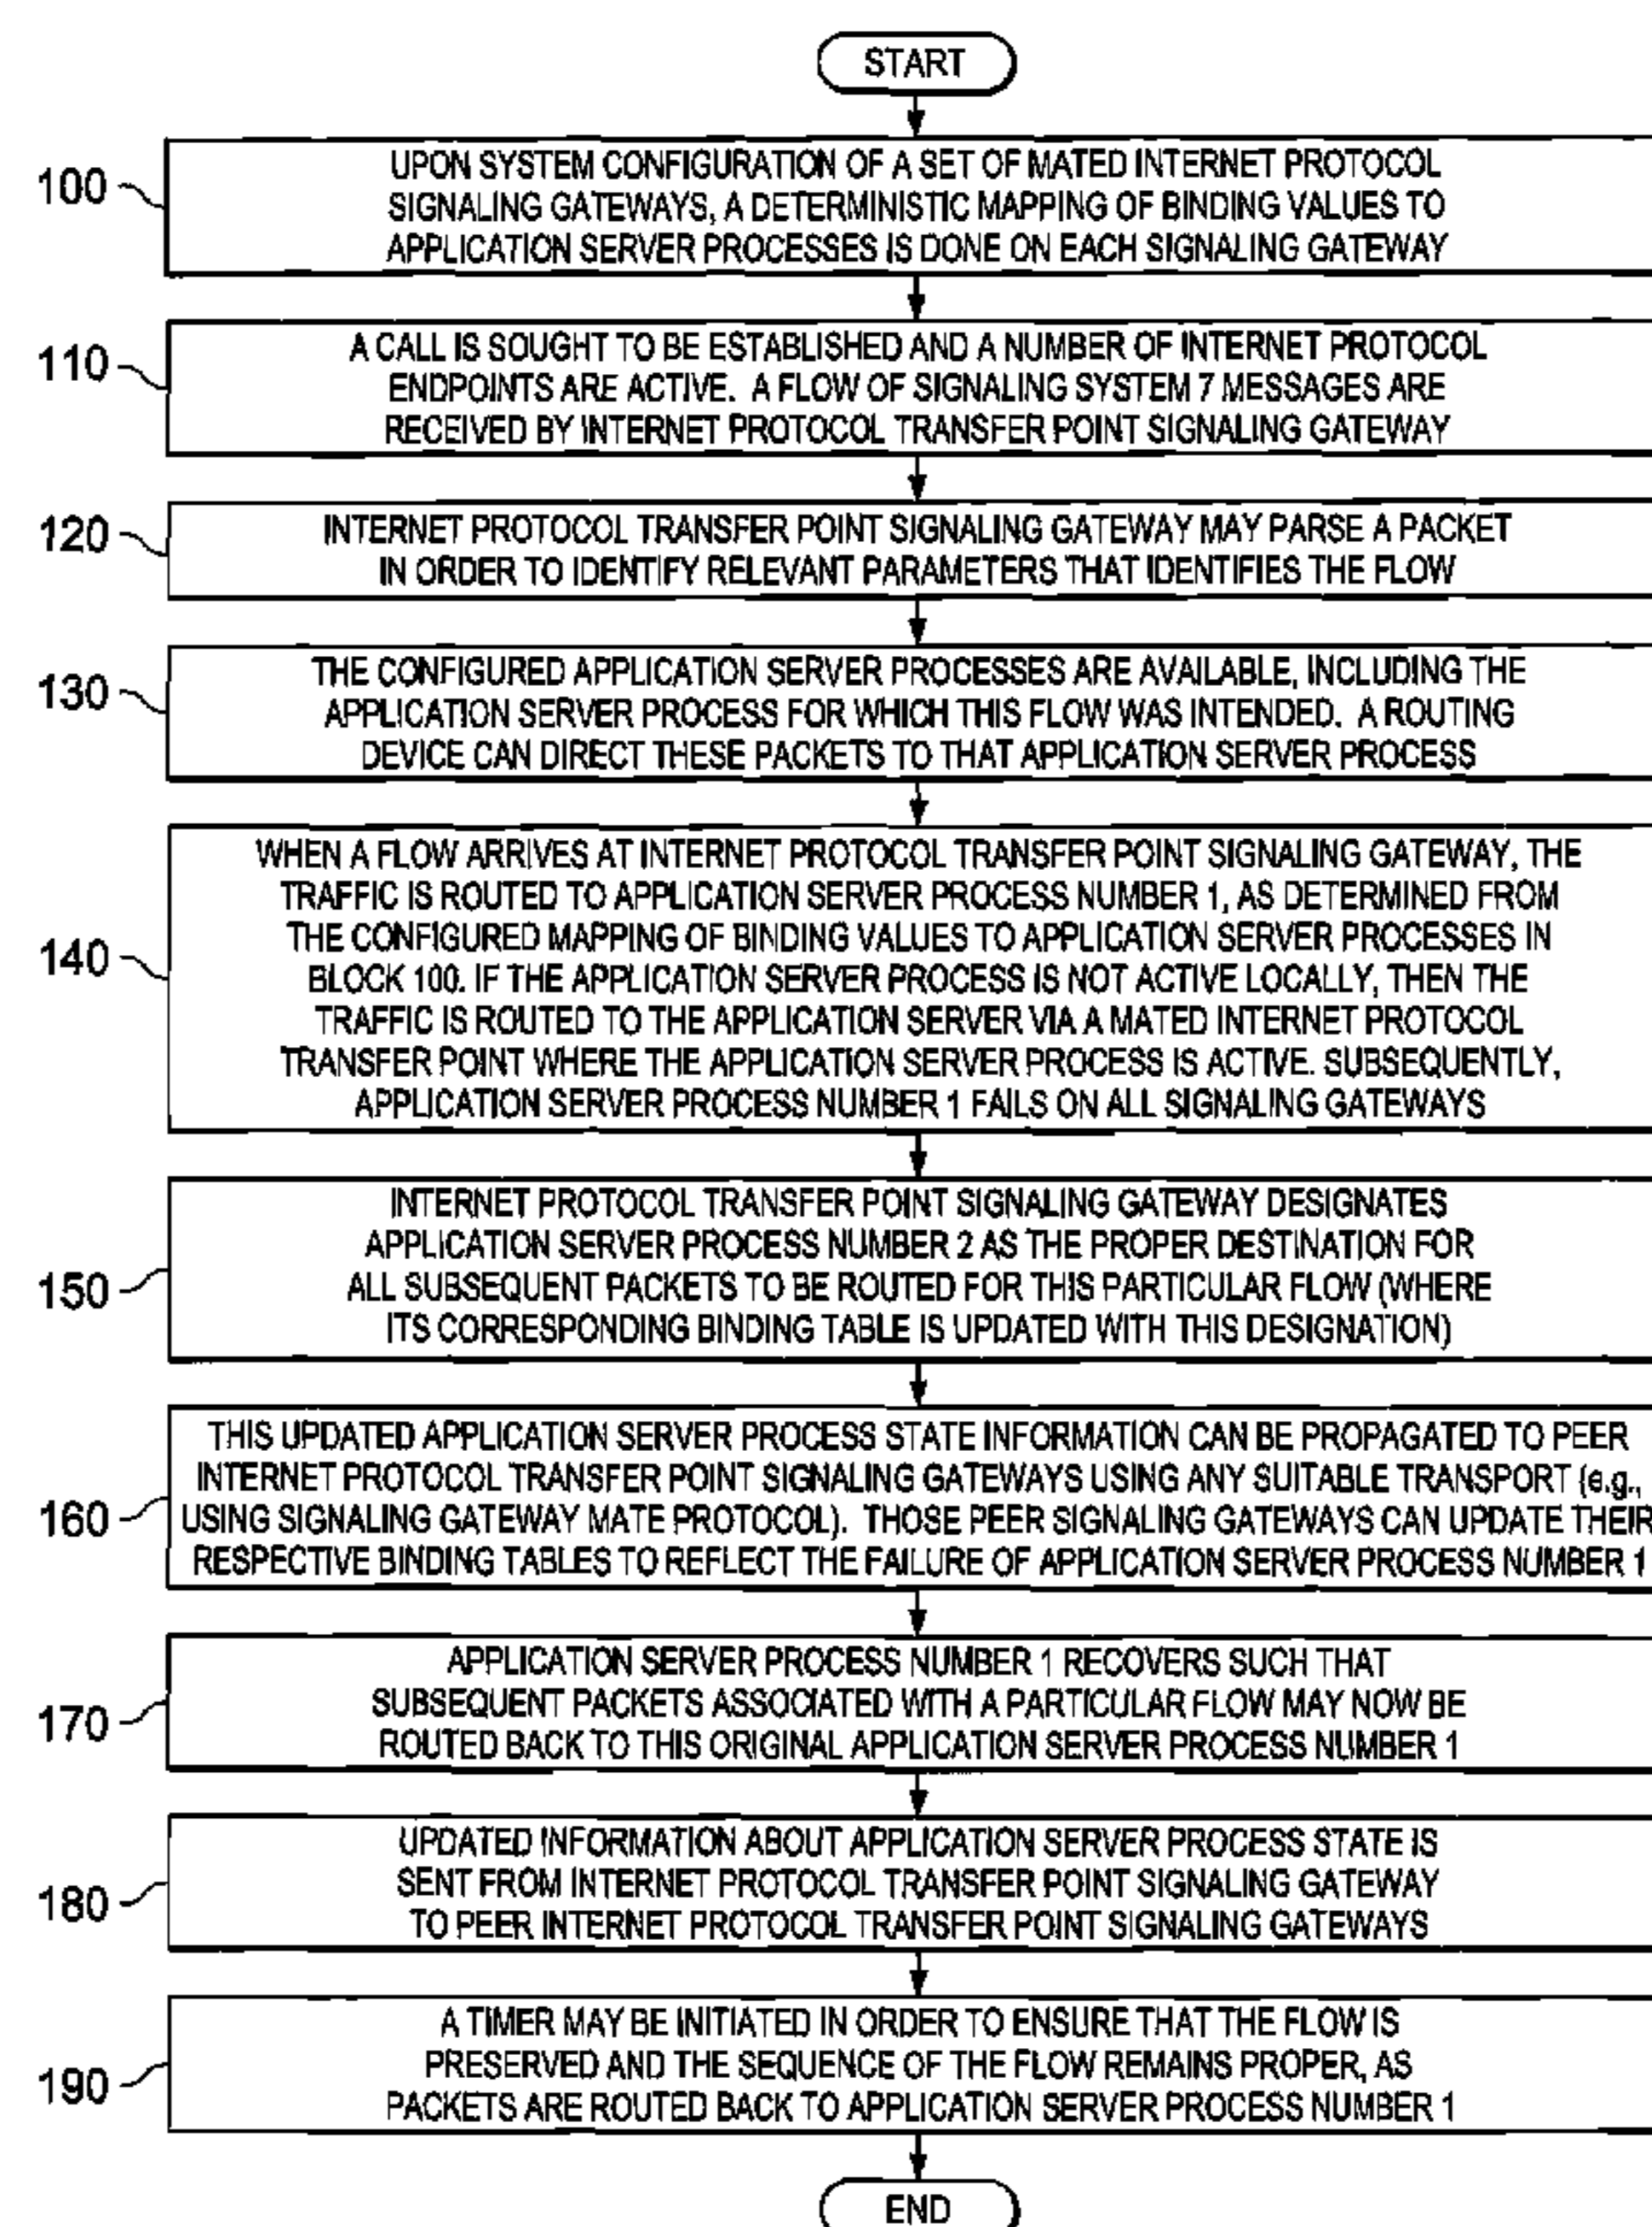 START
100
UPON SYSTEM CONFIGURATION OF A SET OF MATED INTERNET PROTOCOL
SIGNALING GATEWAYS, A DETERMINISTIC MAPPING OF BINDING VALUES TO
APPLICATION SERVER PROCESSES IS DONE ON EACH SIGNALING GATEWAY
110
A CALL IS SOUGHT TO BE ESTABLISHED AND A NUMBER OF INTERNET PROTOCOL
ENDPOINTS ARE ACTIVE. A FLOW OF SIGNALING SYSTEM 7 MESSAGES ARE
RECEIVED BY INTERNET PROTOCOL TRANSFER POINT SIGNALING GATEWAY
120
INTERNET PROTOCOL TRANSFER POINT SIGNALING GATEWAY MAY PARSE A PACKET
IN ORDER TO IDENTIFY RELEVANT PARAMETERS THAT IDENTIFIES THE FLOW
130
THE CONFIGURED APPLICATION SERVER PROCESSES ARE AVAILABLE, INCLUDING THE
APPLICATION SERVER PROCESS FOR WHICH THIS FLOW WAS INTENDED. A ROUTING
DEVICE CAN DIRECT THESE PACKETS TO THAT APPLICATION SERVER PROCESS
140
WHEN A FLOW ARRIVES AT INTERNET PROTOCOL TRANSFER POINT SIGNALING GATEWAY, THE
TRAFFIC IS ROUTED TO APPLICATION SERVER PROCESS NUMBER 1, AS DETERMINED FROM
THE CONFIGURED MAPPING OF BINDING VALUES TO APPLICATION SERVER PROCESSES IN
BLOCK 100. IF THE APPLICATION SERVER PROCESS IS NOT ACTIVE LOCALLY, THEN THE
TRAFFIC IS ROUTED TO THE APPLICATION SERVER VIA A MATED INTERNET PROTOCOL
TRANSFER POINT WHERE THE APPLICATION SERVER PROCESS IS ACTIVE. SUBSEQUENTLY,
APPLICATION SERVER PROCESS NUMBER 1 FAILS ON ALL SIGNALING GATEWAYS
150
INTERNET PROTOCOL TRANSFER POINT SIGNALING GATEWAY DESIGNATES
APPLICATION SERVER PROCESS NUMBER 2 AS THE PROPER DESTINATION FOR
ALL SUBSEQUENT PACKETS TO BE ROUTED FOR THIS PARTICULAR FLOW (WHERE
ITS CORRESPONDING BINDING TABLE IS UPDATED WITH THIS DESIGNATION)
160
THIS UPDATED APPLICATION SERVER PROCESS STATE INFORMATION CAN BE PROPAGATED TO PEER
INTERNET PROTOCOL TRANSFER POINT SIGNALING GATEWAYS USING ANY SUITABLE TRANSPORT (e.g.,
USING SIGNALING GATEWAY MATE PROTOCOL). THOSE PEER SIGNALING GATEWAYS CAN UPDATE THEIR
RESPECTIVE BINDING TABLES TO REFLECT THE FAILURE OF APPLICATION SERVER PROCESS NUMBER 1
170
APPLICATION SERVER PROCESS NUMBER 1 RECOVERS SUCH THAT
SUBSEQUENT PACKETS ASSOCIATED WITH A PARTICULAR FLOW MAY NOW BE
ROUTED BACK TO THIS ORIGINAL APPLICATION SERVER PROCESS NUMBER 1
180
UPDATED INFORMATION ABOUT APPLICATION SERVER PROCESS STATE IS
SENT FROM INTERNET PROTOCOL TRANSFER POINT SIGNALING GATEWAY
TO PEER INTERNET PROTOCOL TRANSFER POINT SIGNALING GATEWAYS
190
A TIMER MAY BE INITIATED IN ORDER TO ENSURE THAT THE FLOW IS
PRESERVED AND THE SEQUENCE OF THE FLOW REMAINS PROPER, AS
PACKETS ARE ROUTED BACK TO APPLICATION SERVER PROCESS NUMBER 1
END